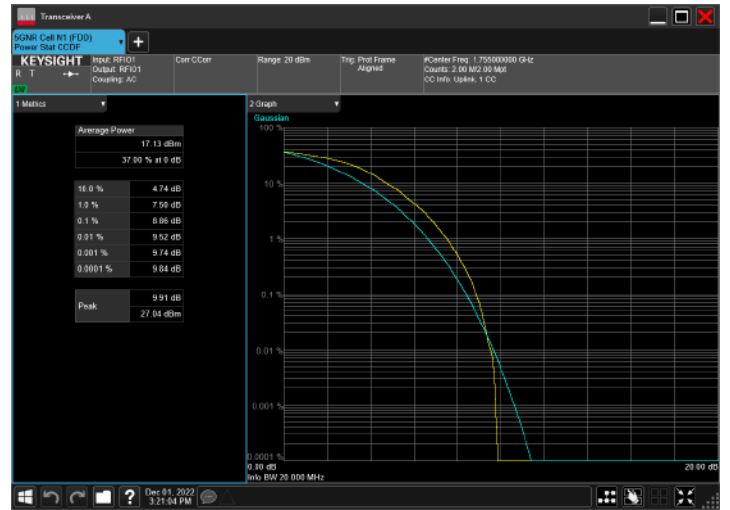 Transceiver A
5GNR Cell N1 (FDD)
Power Stat CCDF
KEYSIGHT
R T
Input: RFIO1
Output: RFIO1
Coupling: AC
Corr CCorr
Range: 20 dBm
Trig: Prot Frame
Aligned
#Center Freq: 1.755000000 GHz
Counts: 2.00 M/2.00 Mpt
CC Info: Uplink, 1 CC
1 Metrics
Average Power
17.13 dBm
37.00 % at 0 dB
10.0 % 4.74 dB
1.0 % 7.50 dB
0.1 % 8.86 dB
0.01 % 9.52 dB
0.001 % 9.74 dB
0.0001 % 9.84 dB
Peak
9.91 dB
27.04 dBm
2 Graph
Gaussian
100 %
10 %
1 %
0.1 %
0.01 %
0.001 %
0.0001 %
0.00 dB
20.00 dB
Info BW 20.000 MHz
Dec 01, 2022
3:21:04 PM